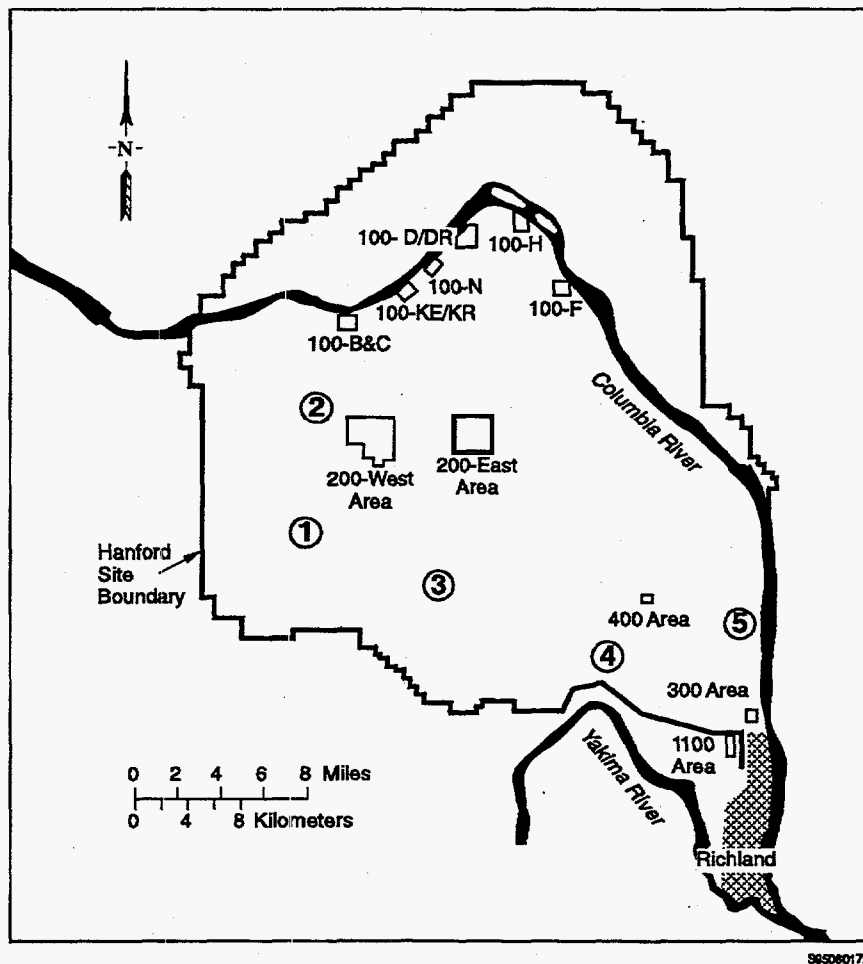 -N-
100- D/DR
100-H
100-N
100-KE/KR
100-F
100-B&C
Columbia River
2
200-West
Area
200-East
Area
1
Hanford
Site
Boundary
3
400 Area
5
4
300 Area
1100
Area
Yakima River
0 2 4 6 8 Miles
0 4 8 Kilometers
Richland
S9506017